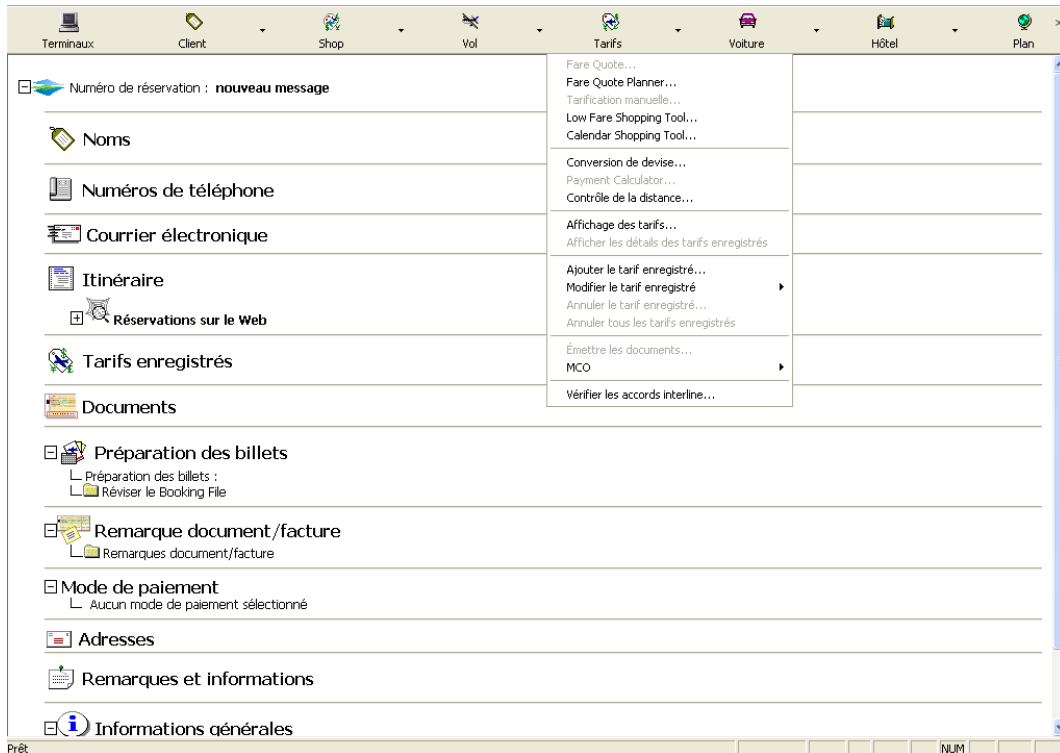 Terminaux Client Shop Vol Tarifs Voiture Hôtel Plan
Numéro de réservation : nouveau message
Noms
Numéros de téléphone
Courrier électronique
Itinéraire
Réservations sur le Web
Tarifs enregistrés
Documents
Préparation des billets
Préparation des billets :
Réviser le Booking File
Remarque document/facture
Remarques document/facture
Mode de paiement
Aucun mode de paiement sélectionné
Adresses
Remarques et informations
Informations générales
Fare Quote...
Fare Quote Planner...
Tarification manuelle...
Low Fare Shopping Tool...
Calendar Shopping Tool...
Conversion de devise...
Payment Calculator...
Contrôle de la distance...
Affichage des tarifs...
Afficher les détails des tarifs enregistrés
Ajouter le tarif enregistré...
Modifier le tarif enregistré
Annuler le tarif enregistré...
Annuler tous les tarifs enregistrés
Émettre les documents...
MCO
Vérifier les accords interline...
Prêt NUM